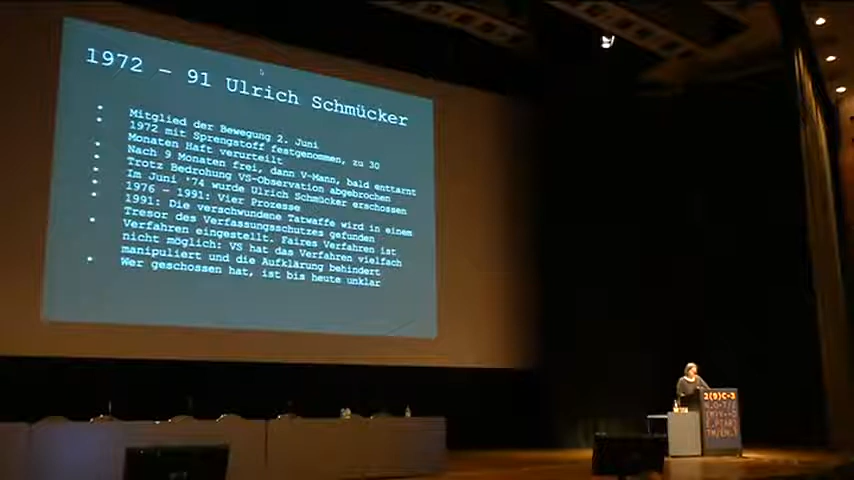 1972 – 91 Ulrich Schmücker
Mitglied der Bewegung 2. Juni
1972 mit Sprengstoff festgenommen, zu 30
Monaten Haft verurteilt
Nach 9 Monaten frei, dann V-Mann, bald enttarnt
Trotz Bedrohung VS-Observation abgebrochen
Im Juni '74 wurde Ulrich Schmücker erschossen
1976 – 1991: Vier Prozesse
1991: Die verschwundene Tatwaffe wird in einem
Tresor des Verfassungsschutzes gefunden
Verfahren eingestellt. Faires Verfahren ist
nicht möglich: VS hat das Verfahren vielfach
manipuliert und die Aufklärung behindert
Wer geschossen hat, ist bis heute unklar
2(9)C-3